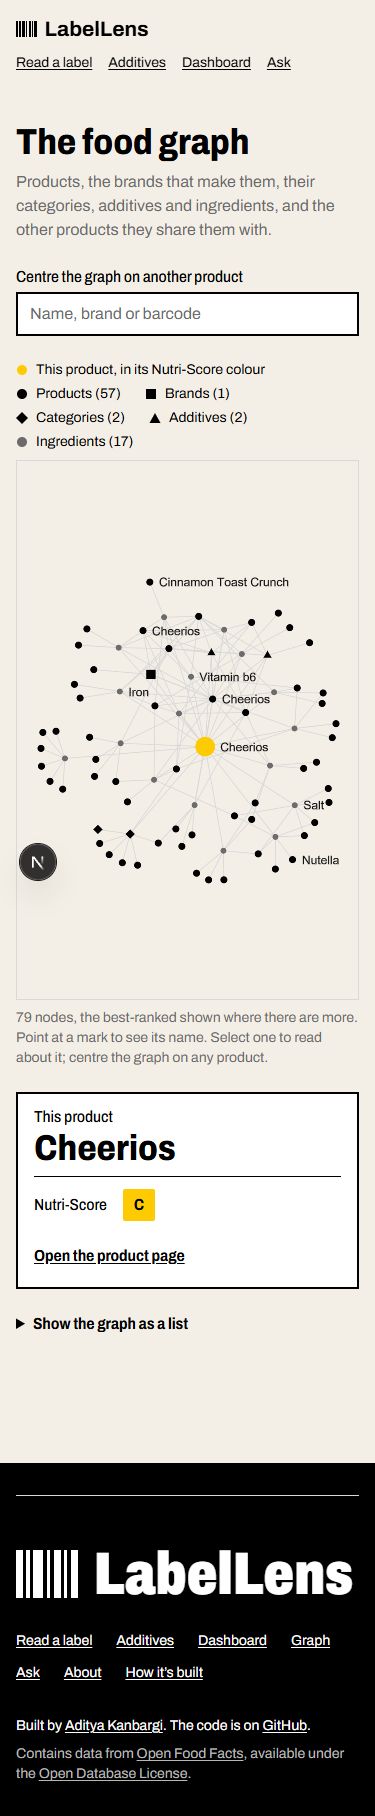 LabelLens
Read a label Additives Dashboard Ask
The food graph
Products, the brands that make them, their
categories, additives and ingredients, and the
other products they share them with.
Centre the graph on another product
Name, brand or barcode
This product, in its Nutri-Score colour
Products (57) Brands (1)
Categories (2) Additives (2)
Ingredients (17)
Cinnamon Toast Crunch
Cheerios
Vitamin b6
Iron
Cheerios
Cheerios
Salt
N
Nutella
79 nodes, the best-ranked shown where there are more.
Point at a mark to see its name. Select one to read
about it; centre the graph on any product.
This product
Cheerios
Nutri-Score C
Open the product page
Show the graph as a list
LabelLens
Read a label Additives Dashboard Graph
Ask About How it's built
Built by Aditya Kanbargi. The code is on GitHub.
Contains data from Open Food Facts, available under
the Open Database License.